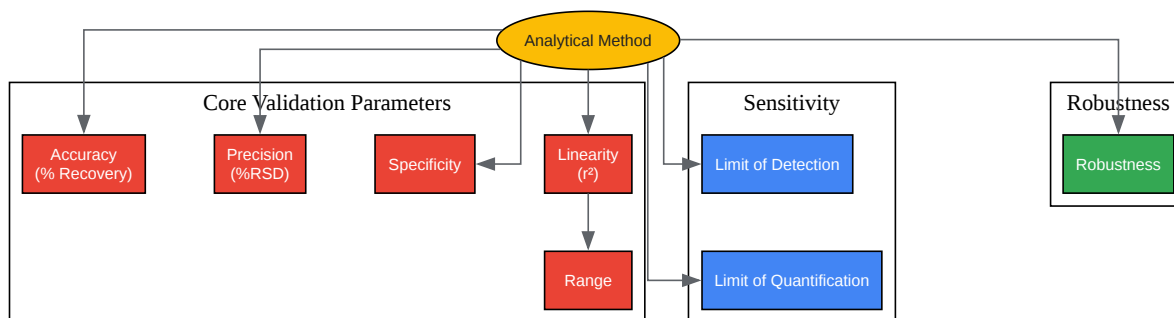 Analytical Method
Core Validation Parameters
Sensitivity
Robustness
Accuracy
(% Recovery)
Precision
(%RSD)
Specificity
Linearity
(r²)
Limit of Detection
Robustness
Range
Limit of Quantification